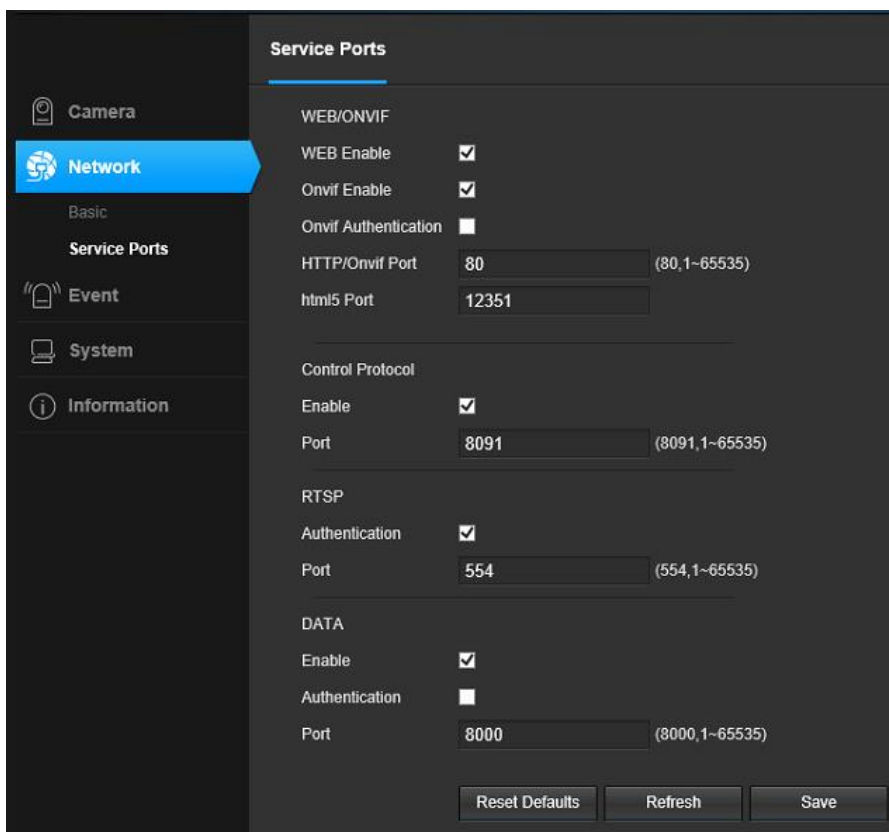 Service Ports
Camera
Network
Basic
Service Ports
Event
System
Information
WEB/ONVIF
WEB Enable
Onvif Enable
Onvif Authentication
HTTP/Onvif Port 80 (80,1~65535)
html5 Port 12351
Control Protocol
Enable
Port 8091 (8091,1~65535)
RTSP
Authentication
Port 554 (554,1~65535)
DATA
Enable
Authentication
Port 8000 (8000,1~65535)
Reset Defaults Refresh Save